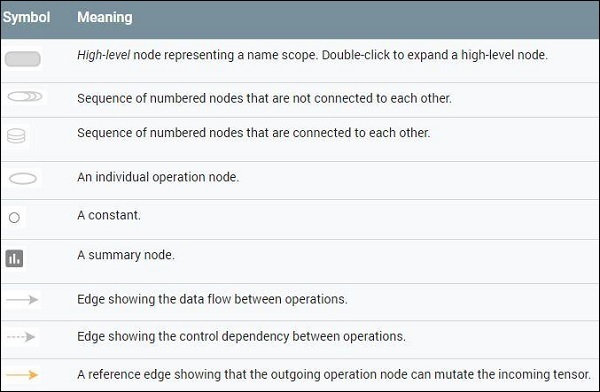 Symbol Meaning
High-level node representing a name scope. Double-click to expand a high-level node.
Sequence of numbered nodes that are not connected to each other.
Sequence of numbered nodes that are connected to each other.
An individual operation node.
A constant.
A summary node.
Edge showing the data flow between operations.
Edge showing the control dependency between operations.
A reference edge showing that the outgoing operation node can mutate the incoming tensor.